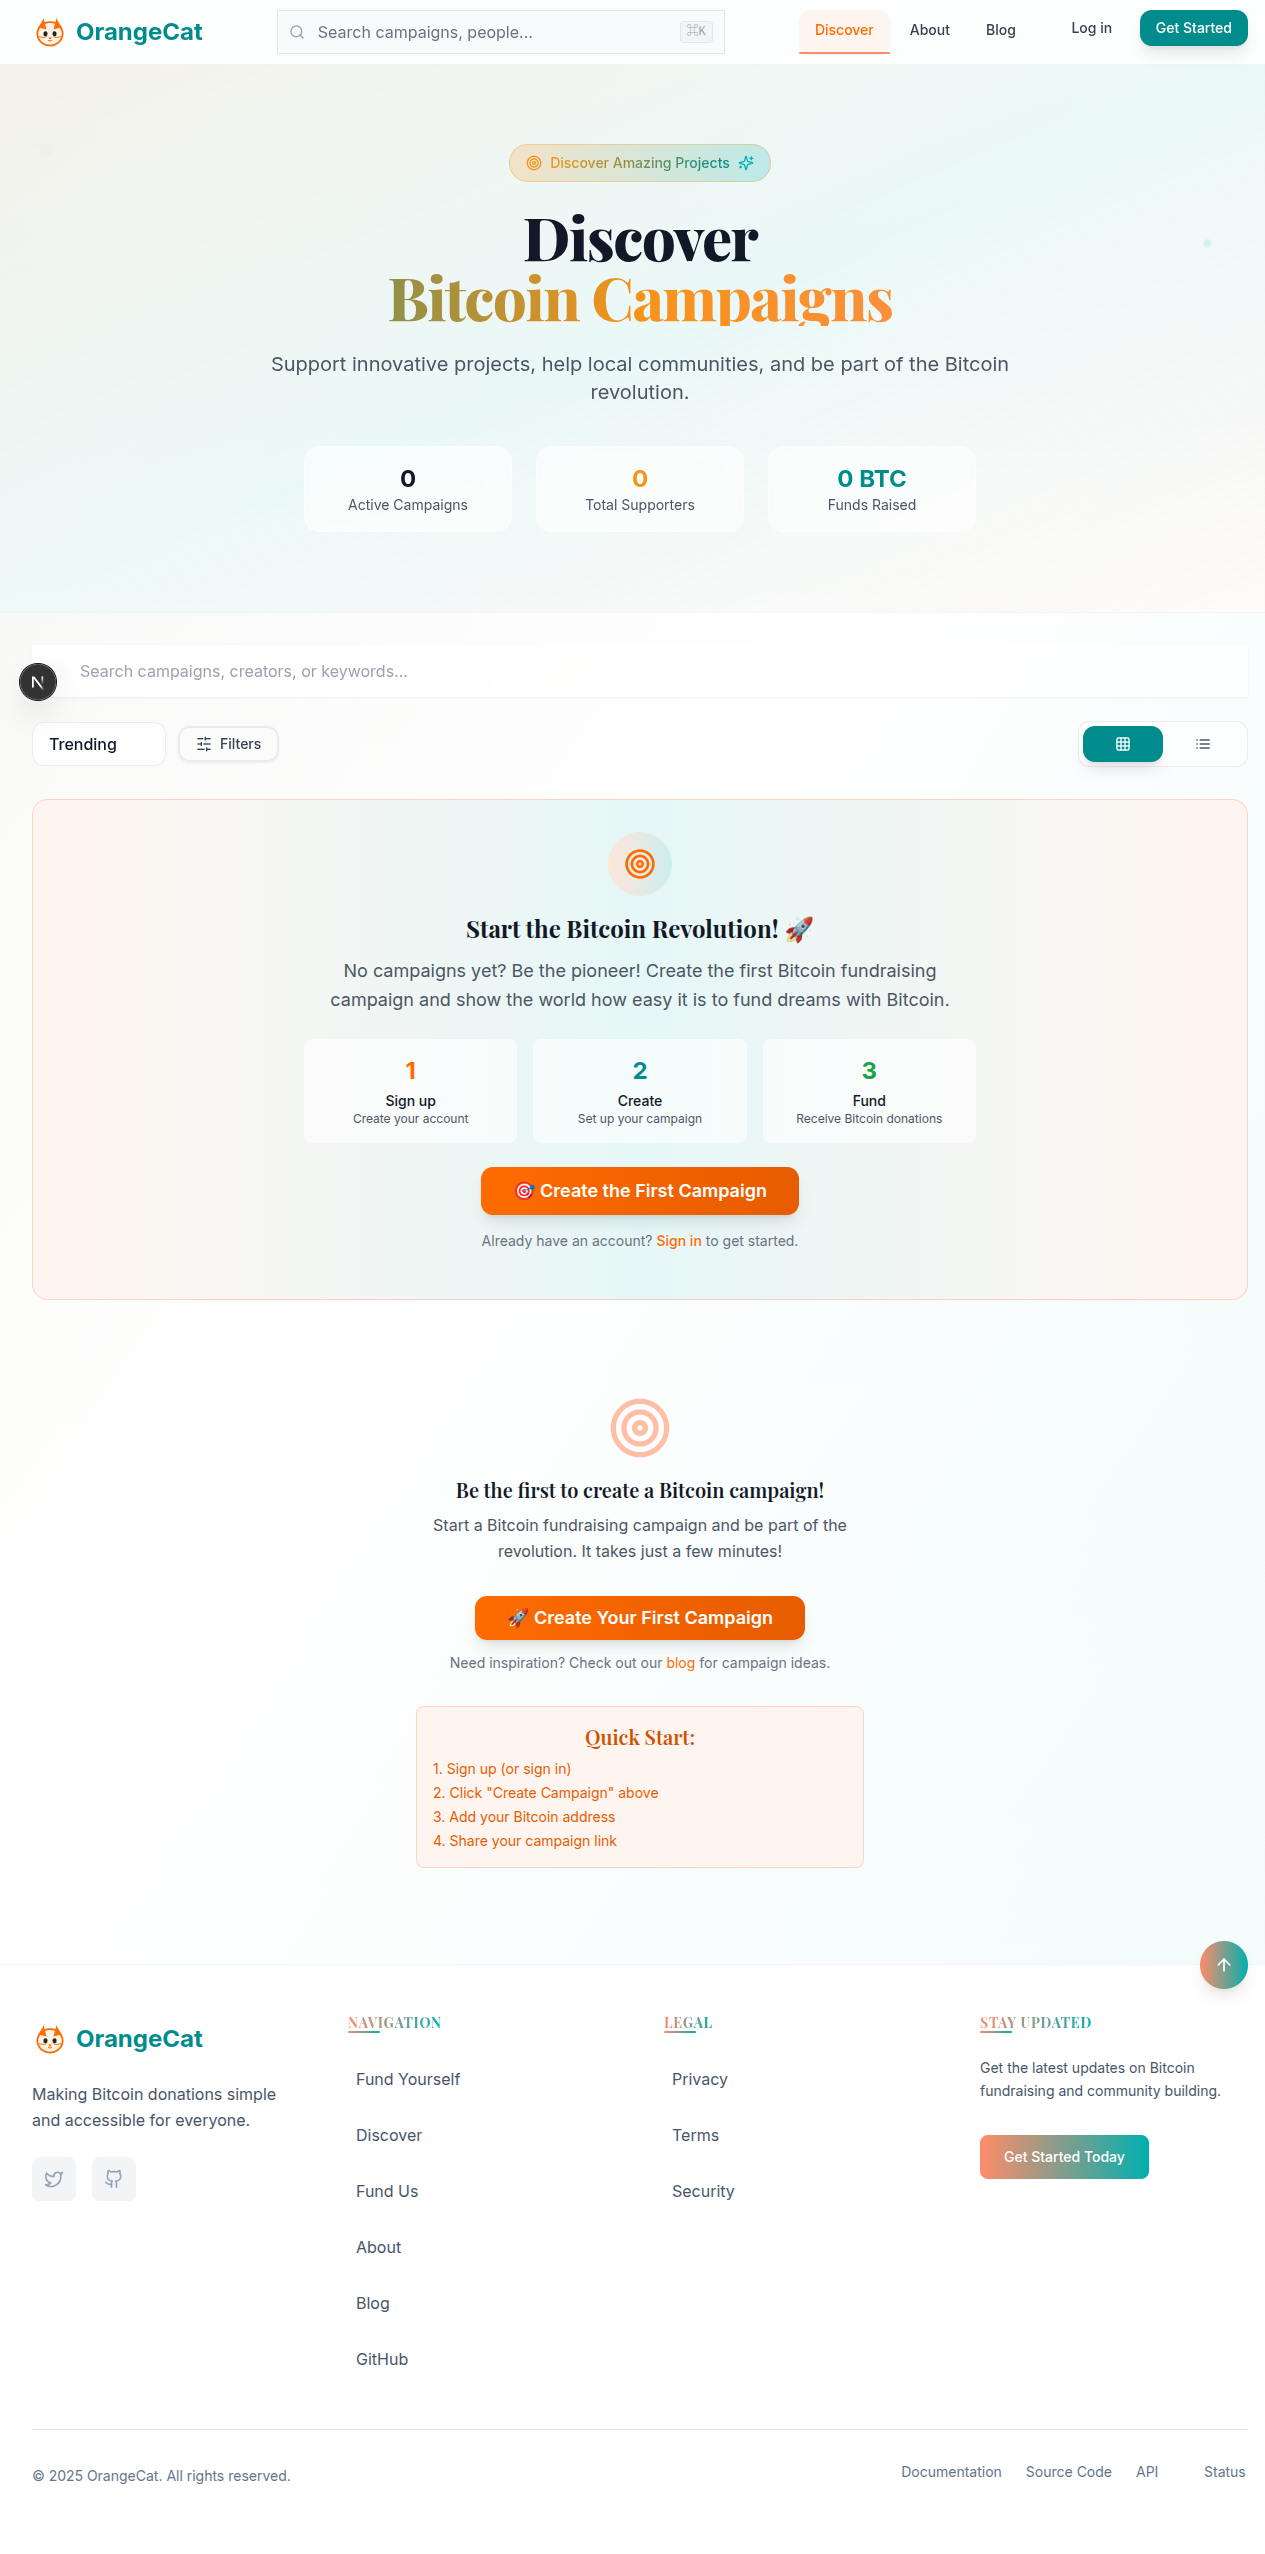 OrangeCat
Search campaigns, people...
⌘K
Discover
About
Blog
Log in
Get Started
Discover Amazing Projects
Discover
Bitcoin Campaigns
Support innovative projects, help local communities, and be part of the Bitcoin
revolution.
0
Active Campaigns
0
Total Supporters
0 BTC
Funds Raised
Search campaigns, creators, or keywords...
N
Trending
Filters
Start the Bitcoin Revolution! 🚀
No campaigns yet? Be the pioneer! Create the first Bitcoin fundraising
campaign and show the world how easy it is to fund dreams with Bitcoin.
1
Sign up
Create your account
2
Create
Set up your campaign
3
Fund
Receive Bitcoin donations
🎯 Create the First Campaign
Already have an account? Sign in to get started.
Be the first to create a Bitcoin campaign!
Start a Bitcoin fundraising campaign and be part of the
revolution. It takes just a few minutes!
🚀 Create Your First Campaign
Need inspiration? Check out our blog for campaign ideas.
Quick Start:
1. Sign up (or sign in)
2. Click "Create Campaign" above
3. Add your Bitcoin address
4. Share your campaign link
OrangeCat
Making Bitcoin donations simple
and accessible for everyone.
NAVIGATION
Fund Yourself
Discover
Fund Us
About
Blog
GitHub
LEGAL
Privacy
Terms
Security
STAY UPDATED
Get the latest updates on Bitcoin
fundraising and community building.
Get Started Today
© 2025 OrangeCat. All rights reserved.
Documentation
Source Code
API
Status